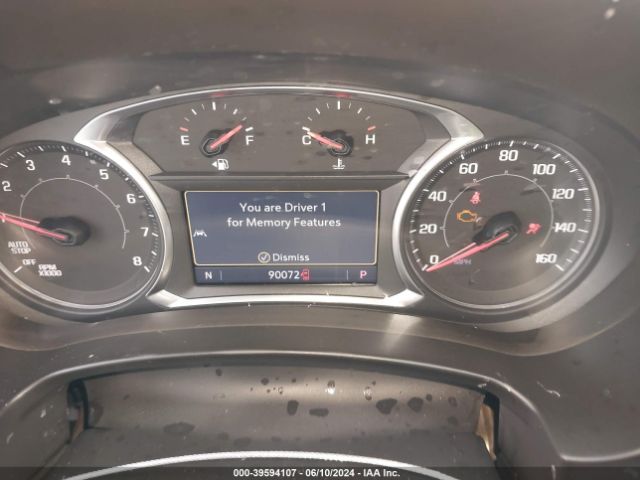 E F
C H
2 3 4 5 6 7 8
AUTO
STOP
OFF
RPM
X1000
You are Driver 1
for Memory Features
Dismiss
N 90072 P
0 20 40 60 80 100 120 140 160
MPH
000-39594107 - 06/10/2024 - IAA Inc.